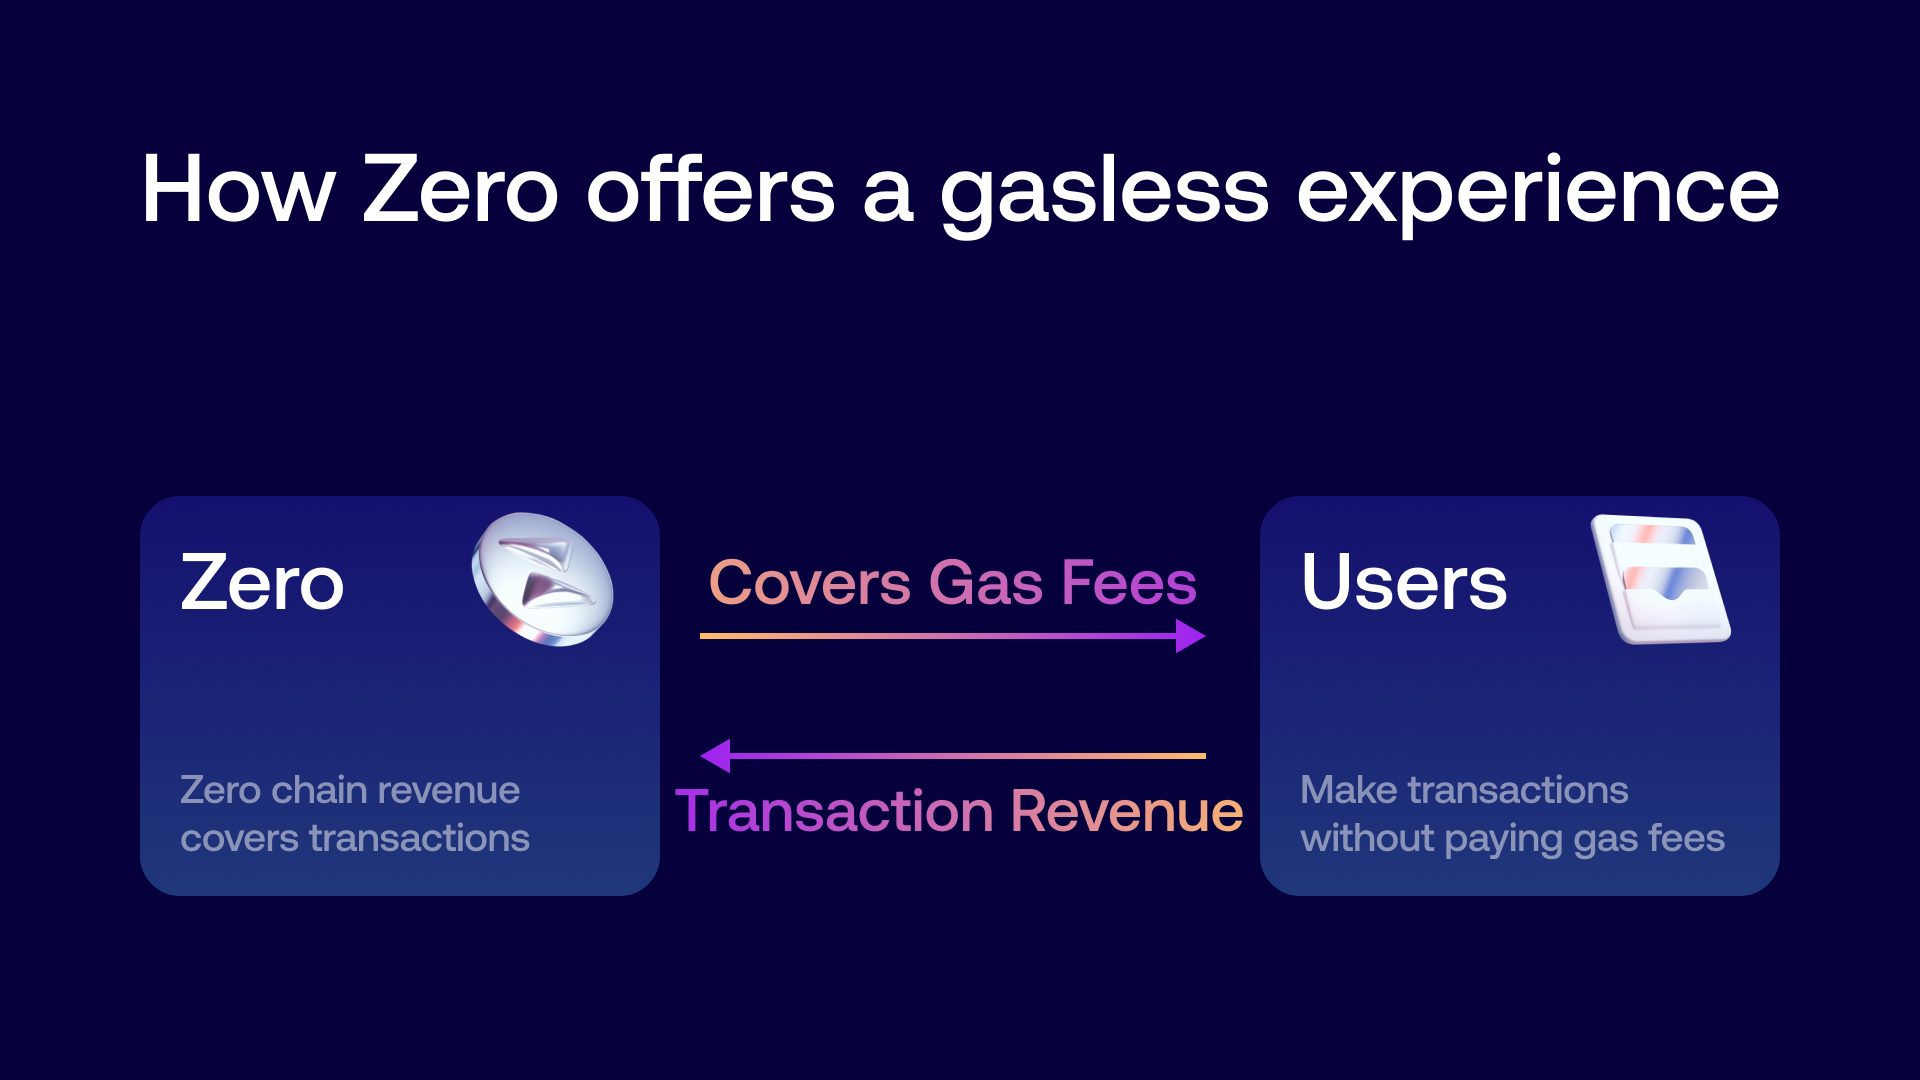 How Zero offers a gasless experience
Zero
Zero chain revenue
covers transactions
Covers Gas Fees
Transaction Revenue
Users
Make transactions
without paying gas fees